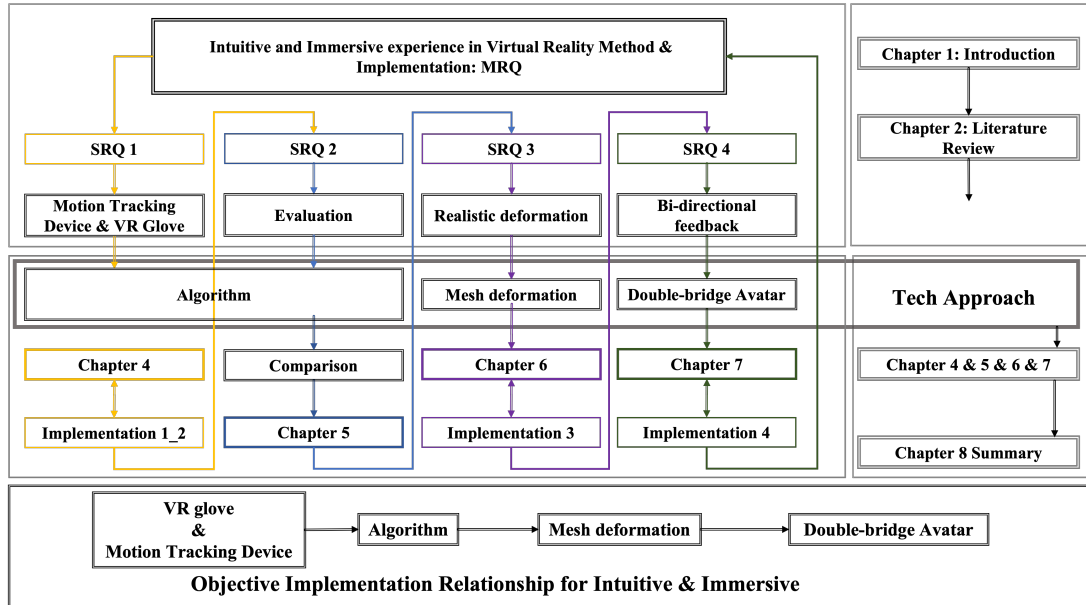 Intuitive and Immersive experience in Virtual Reality Method &
Implementation: MRQ
SRQ 1
SRQ 2
SRQ 3
SRQ 4
Motion Tracking
Device & VR Glove
Evaluation
Realistic deformation
Bi-directional
feedback
Algorithm
Mesh deformation
Double-bridge Avatar
Chapter 4
Comparison
Chapter 6
Chapter 7
Implementation 1_2
Chapter 5
Implementation 3
Implementation 4
Chapter 1: Introduction
Chapter 2: Literature
Review
Tech Approach
Chapter 4 & 5 & 6 & 7
Chapter 8 Summary
VR glove
&
Motion Tracking Device
Algorithm
Mesh deformation
Double-bridge Avatar
Objective Implementation Relationship for Intuitive & Immersive